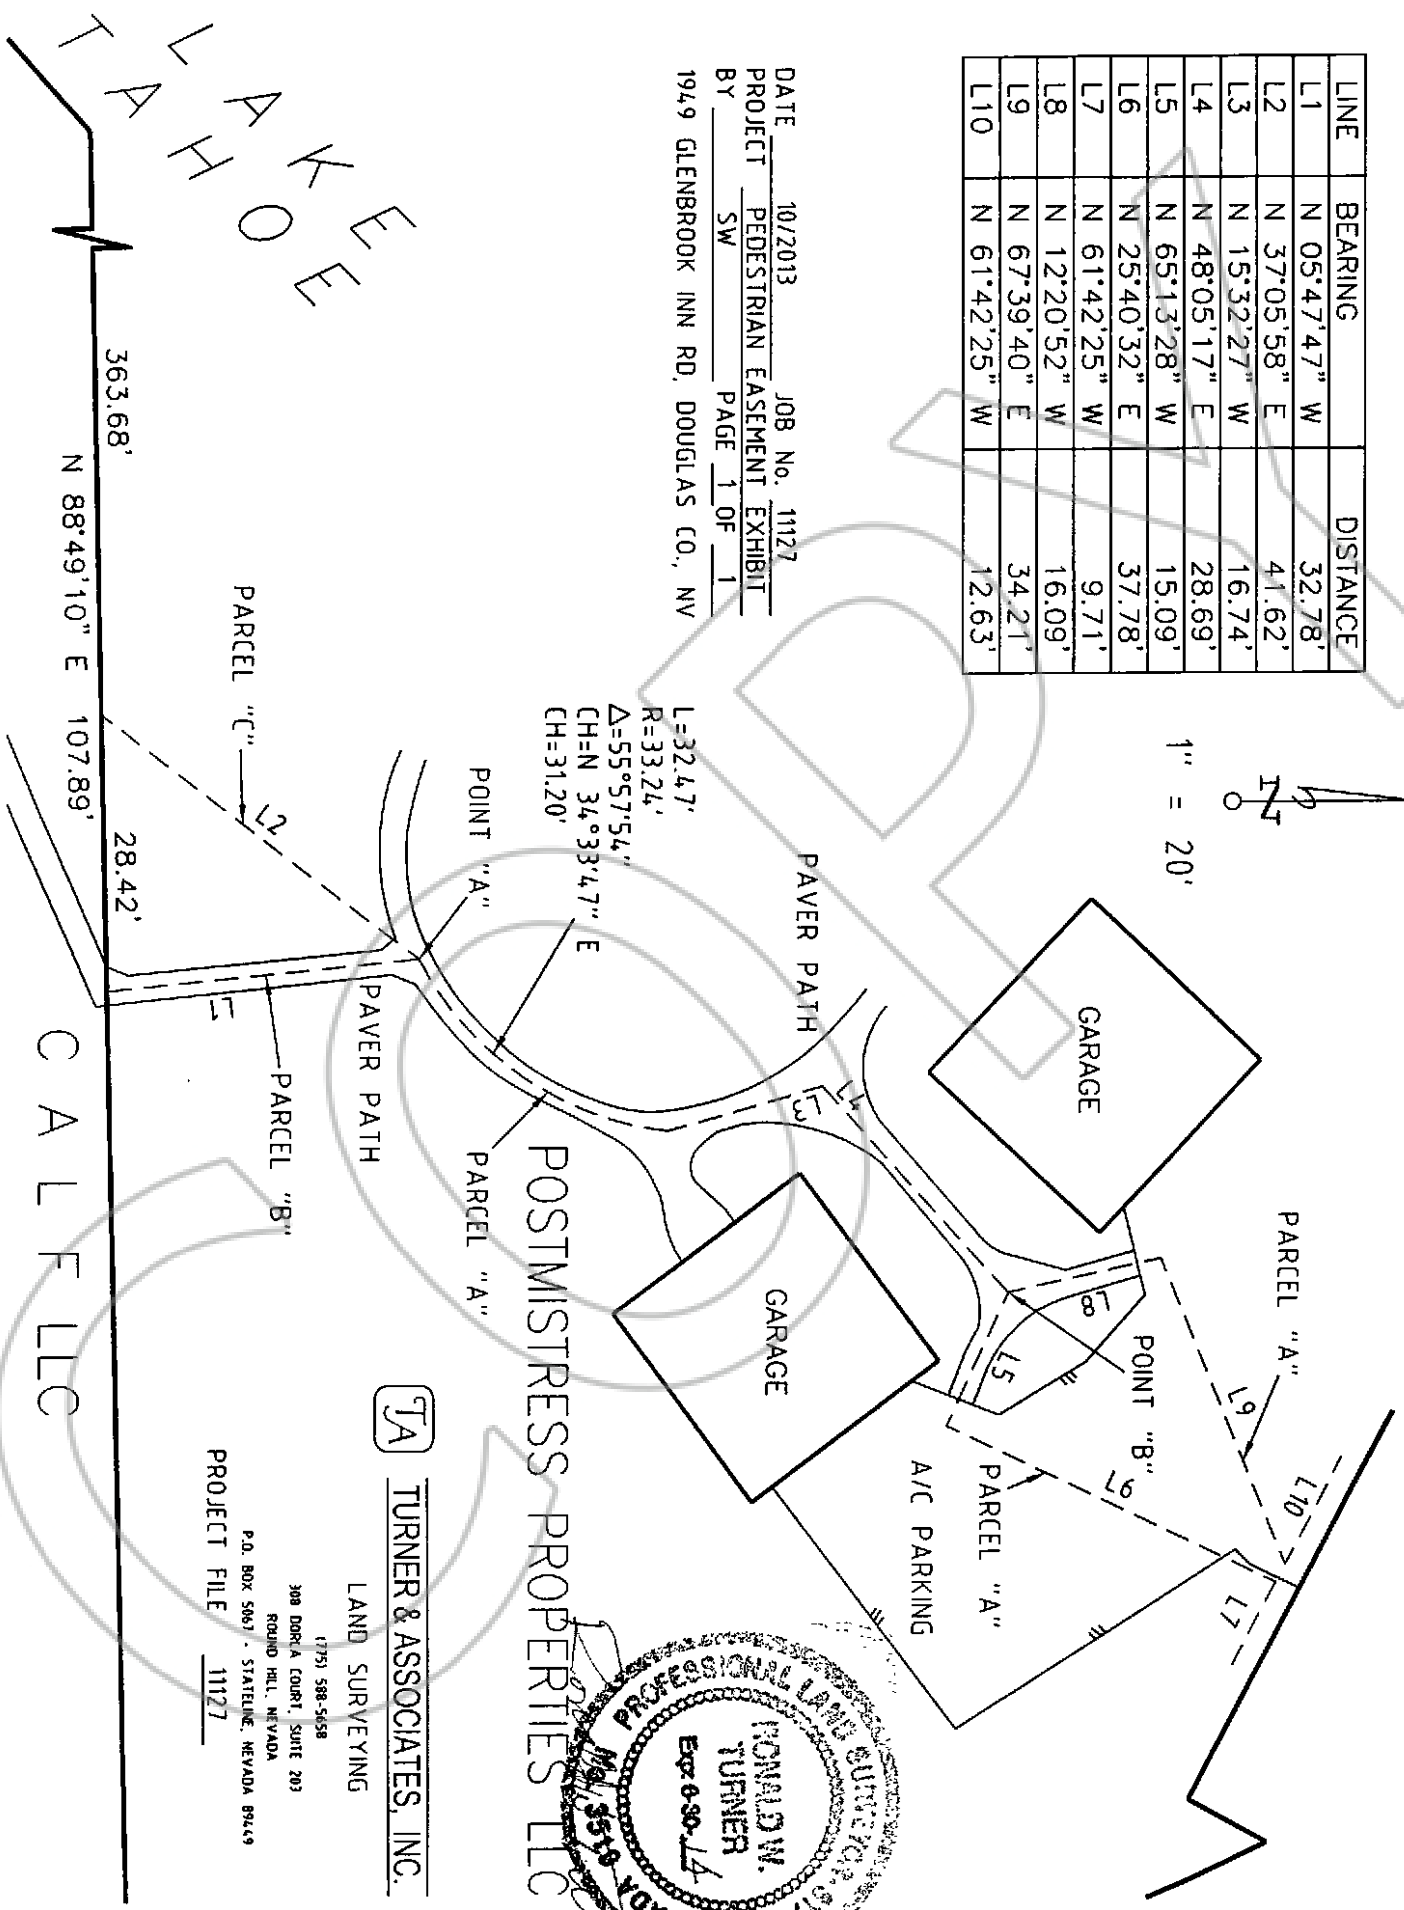 LINE BEARING DISTANCE
L1 N 05°47'47" W 32.78'
L2 N 37°05'58" E 41.62'
L3 N 15°32'27" W 16.74'
L4 N 48°05'17" E 28.69'
L5 N 65°13'28" W 15.09'
L6 N 25°40'32" E 37.78'
L7 N 61°42'25" W 9.71'
L8 N 12°20'52" W 16.09'
L9 N 67°39'40" E 34.21'
L10 N 61°42'25" W 12.63'
N
1" = 20'
DATE 10/2013 JOB No. 11127
PROJECT PEDESTRIAN EASEMENT EXHIBIT
BY SW PAGE 1 OF 1
1949 GLENBROOK INN RD, DOUGLAS CO., NV
LAKE
TAHOE
GARAGE
PARCEL "A"
L10
L9
L8
L7
POINT "B"
L6
L5
PARCEL "A"
A/C PARKING
PAVER PATH
L4
L3
GARAGE
L=32.47'
R=33.24'
Δ=55°57'54"
CH=N 34°33'47" E
CH=31.20'
POINT "A"
POSTMISTRESS PROPERTIES LLC
PARCEL "A"
PAVER PATH
L2
PARCEL "C"
L1
PARCEL "B"
363.68'
28.42'
N 88°49'10" E 107.89'
CALF LLC
TA TURNER & ASSOCIATES, INC.
LAND SURVEYING
(775) 588-5658
308 DORLA COURT, SUITE 203
ROUND HILL, NEVADA
P.O. BOX 5067 - STATELINE, NEVADA 89449
PROJECT FILE 11127
PROFESSIONAL LAND SURVEYOR
RONALD W.
TURNER
Exp: 6-30-14
No. 3519
COPY